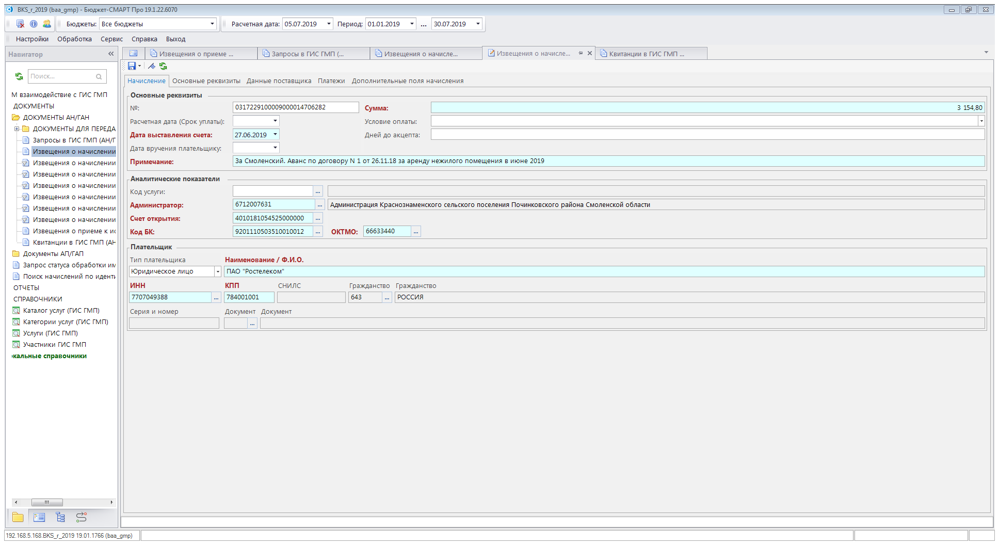 BKS_r_2019 (baa_gmp) - Бюджет-СМАРТ Про 19.1.22.6070
Бюджеты: Все бюджеты
Расчетная дата: 05.07.2019 Период: 01.01.2019 ... 30.07.2019
Настройки Обработка Сервис Справка Выход
Навигатор
Поиск...
М взаимодействие с ГИС ГМП
ДОКУМЕНТЫ
ДОКУМЕНТЫ АН/ГАН
ДОКУМЕНТЫ ДЛЯ ПЕРЕДА
Запросы в ГИС ГМП (АН/Г
Извещения о начислении
Извещения о начислении
Извещения о начислении
Извещения о начислении
Извещения о начислении
Извещения о начислении
Извещения о начислении
Извещения о приеме к ис
Квитанции в ГИС ГМП (АН
Документы АП/ГАП
Запрос статуса обработки им
Поиск начислений по иденти
ОТЧЕТЫ
СПРАВОЧНИКИ
Каталог услуг (ГИС ГМП)
Категории услуг (ГИС ГМП)
Услуги (ГИС ГМП)
Участники ГИС ГМП
окальные справочники
Извещения о приеме ... Запросы в ГИС ГМП (... Извещения о начисле... Извещения о начисле... Квитанции в ГИС ГМП ...
Начисление Основные реквизиты Данные поставщика Платежи Дополнительные поля начисления
Основные реквизиты
№: 0317229100009000014706282 Сумма: 3 154,80
Расчетная дата (Срок уплаты): Условие оплаты:
Дата выставления счета: 27.06.2019 Дней до акцепта:
Дата вручения плательщику:
Примечание: За Смоленский. Аванс по договору N 1 от 26.11.18 за аренду нежилого помещения в июне 2019
Аналитические показатели
Код услуги: ...
Администратор: 6712007631 ... Администрация Краснознаменского сельского поселения Починковского района Смоленской области
Счет открытия: 4010181054525000000 ...
Код БК: 9201110503510010012 ... ОКТМО: 66633440 ...
Плательщик
Тип плательщика Наименование / Ф.И.О.
Юридическое лицо ПАО "Ростелеком"
ИНН КПП СНИЛС Гражданство Гражданство
7707049388 ... 784001001 643 ... РОССИЯ
Серия и номер Документ Документ
...
192.168.5.168.BKS_r_2019 19.01.1766 (baa_gmp)